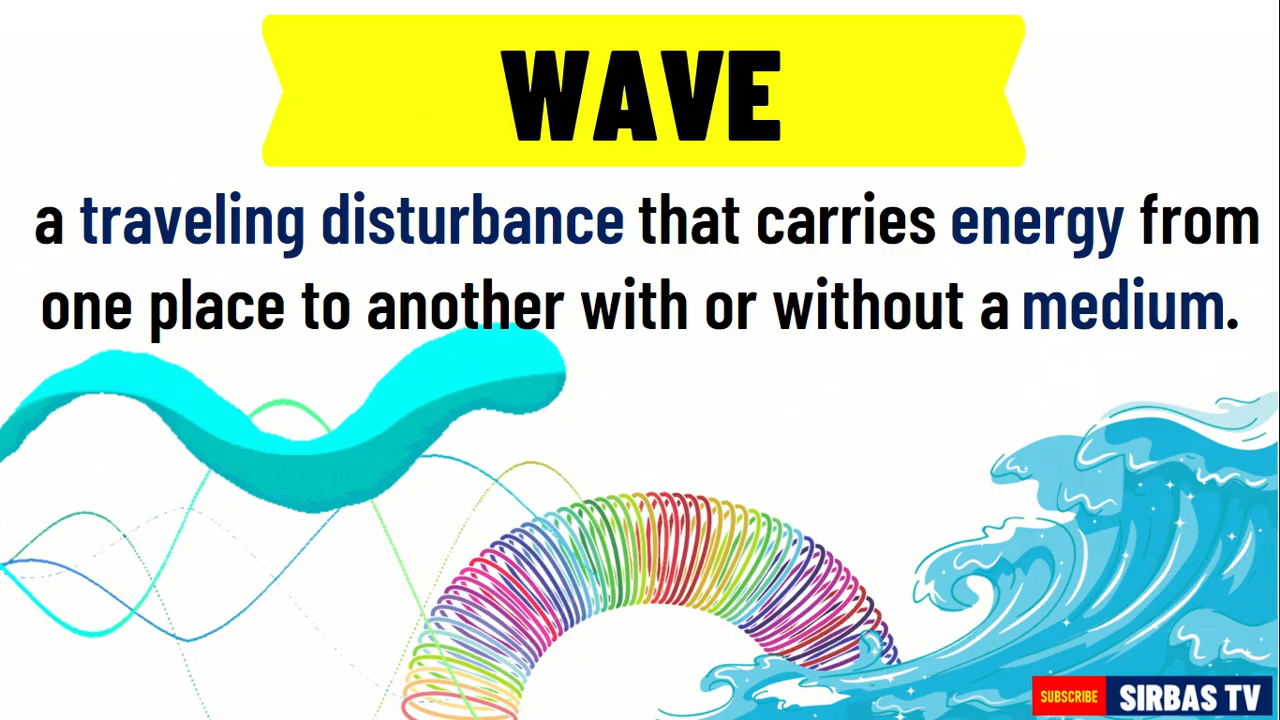 WAVE
a traveling disturbance that carries energy from
one place to another with or without a medium.
SUBSCRIBE SIRBAS TV